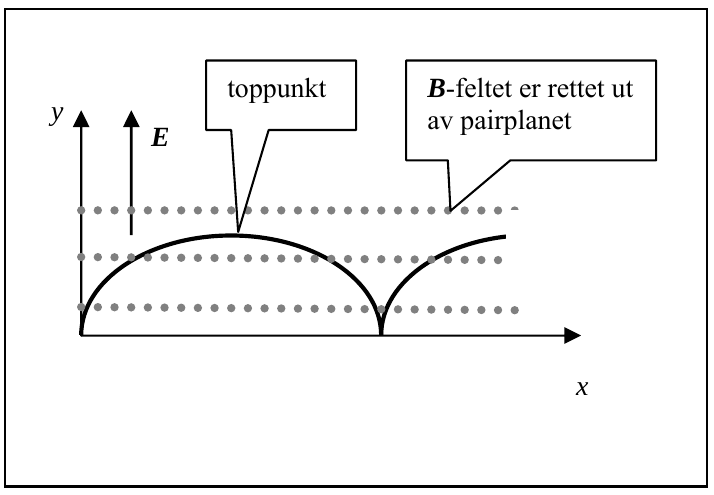 toppunkt
B-feltet er rettet ut
av pairplanet
y
E
x